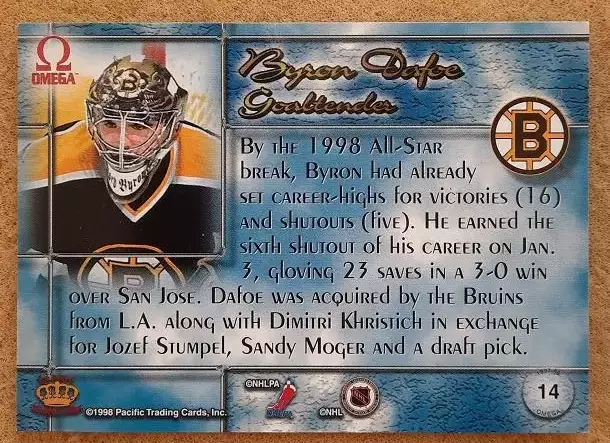 OMEGA
Byron Dafoe
Goaltender
B
By the 1998 All-Star
break, Byron had already
set career-highs for victories (16)
and shutouts (five). He earned the
sixth shutout of his career on Jan.
3, gloving 23 saves in a 3-0 win
over San Jose. Dafoe was acquired by the Bruins
from L.A. along with Dimitri Khristich in exchange
for Jozef Stumpel, Sandy Moger and a draft pick.
©1998 Pacific Trading Cards, Inc.
©NHLPA
©NHL
14